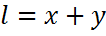 l = x + y